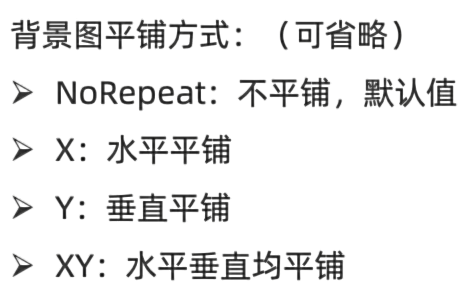 背景图平铺方式：（可省略）
➢ NoRepeat：不平铺，默认值
➢ X：水平平铺
➢ Y：垂直平铺
➢ XY：水平垂直均平铺